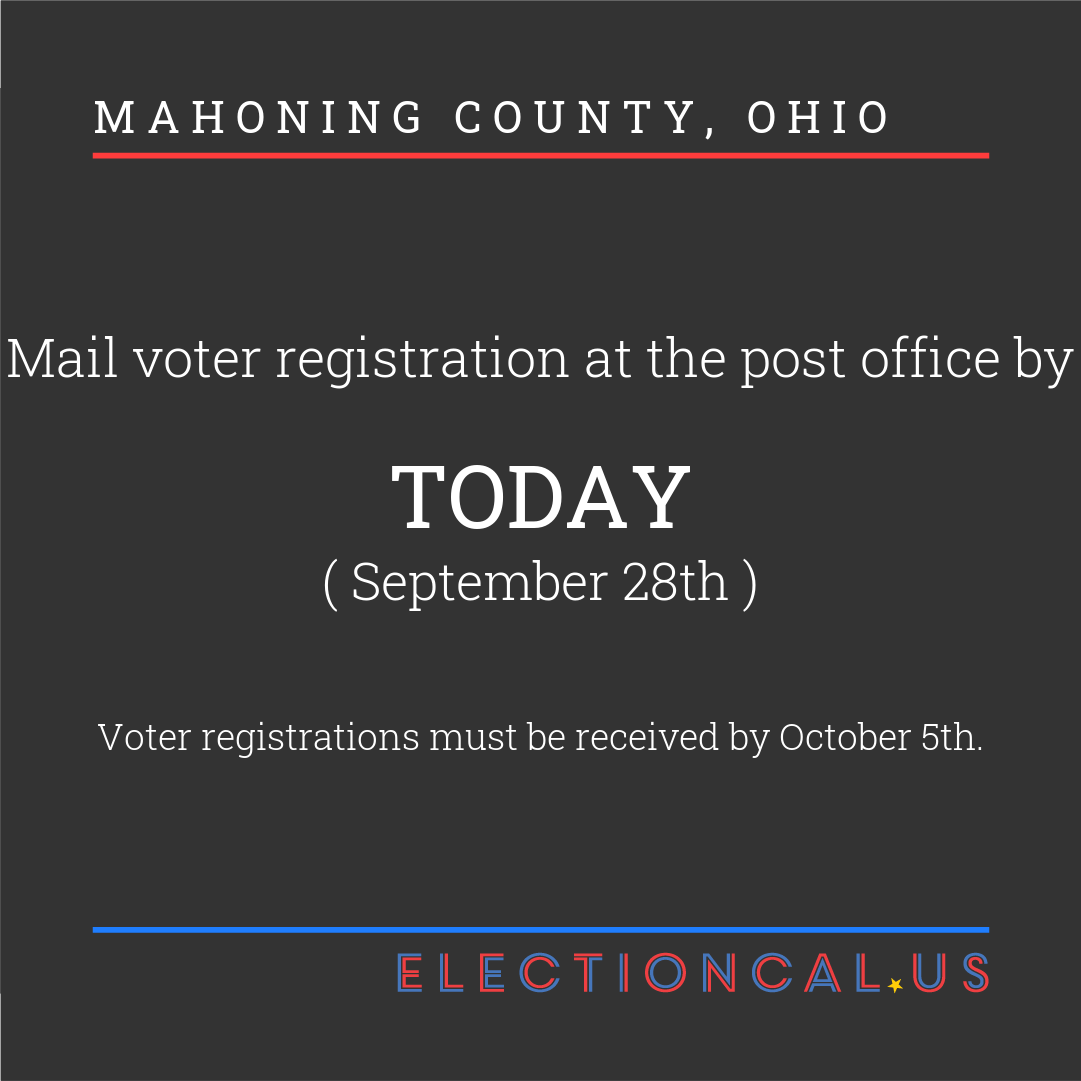 MAHONING COUNTY, OHIO
Mail voter registration at the post office by
TODAY
( September 28th )
Voter registrations must be received by October 5th.
ELECTIONCAL.US